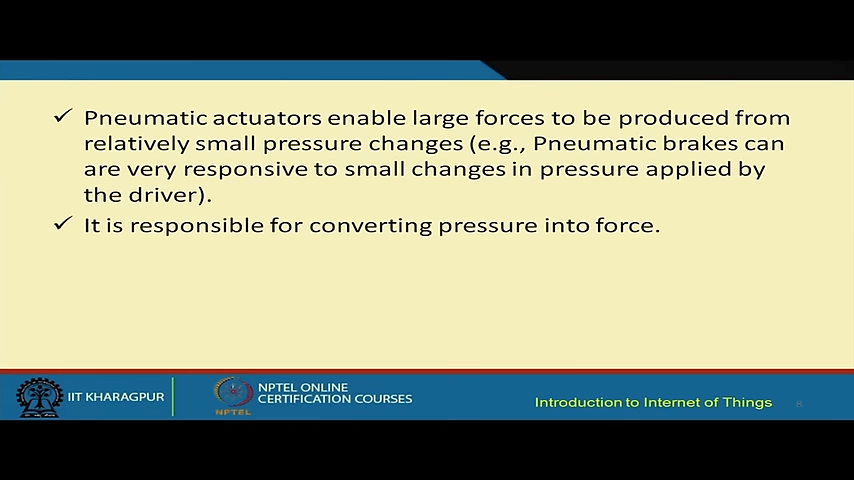 ✓ Pneumatic actuators enable large forces to be produced from
relatively small pressure changes (e.g., Pneumatic brakes can
are very responsive to small changes in pressure applied by
the driver).
✓ It is responsible for converting pressure into force.
IIT KHARAGPUR
NPTEL
NPTEL ONLINE
CERTIFICATION COURSES
Introduction to Internet of Things
8